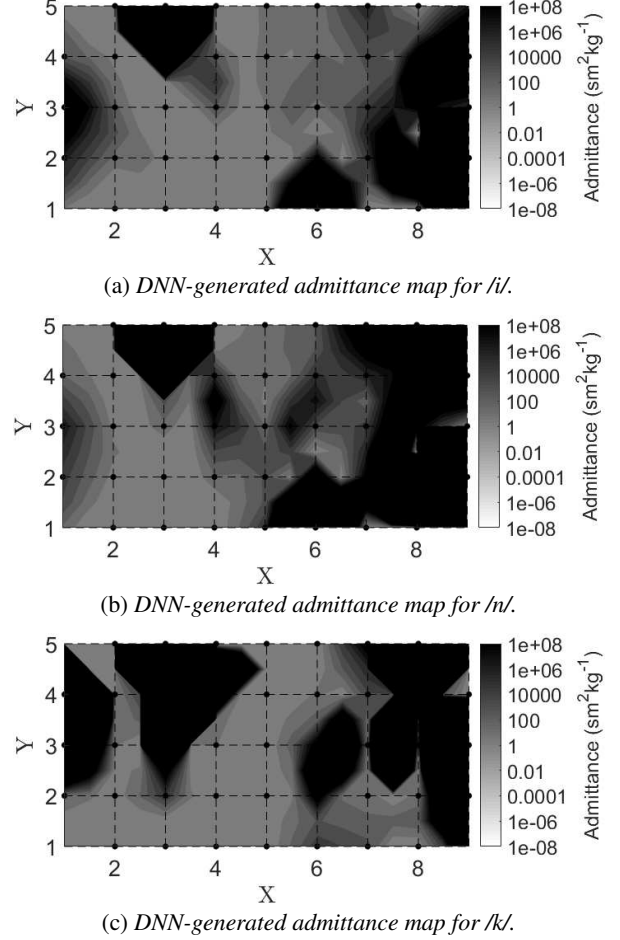 5
4
3
2
1
Y
2
4
6
8
X
1e+08
1e+06
10000
100
1
0.01
0.0001
1e-06
1e-08
Admittance (sm²kg⁻¹)
(a) DNN-generated admittance map for /i/.
5
4
3
2
1
Y
2
4
6
8
X
1e+08
1e+06
10000
100
1
0.01
0.0001
1e-06
1e-08
Admittance (sm²kg⁻¹)
(b) DNN-generated admittance map for /n/.
5
4
3
2
1
Y
2
4
6
8
X
1e+08
1e+06
10000
100
1
0.01
0.0001
1e-06
1e-08
Admittance (sm²kg⁻¹)
(c) DNN-generated admittance map for /k/.